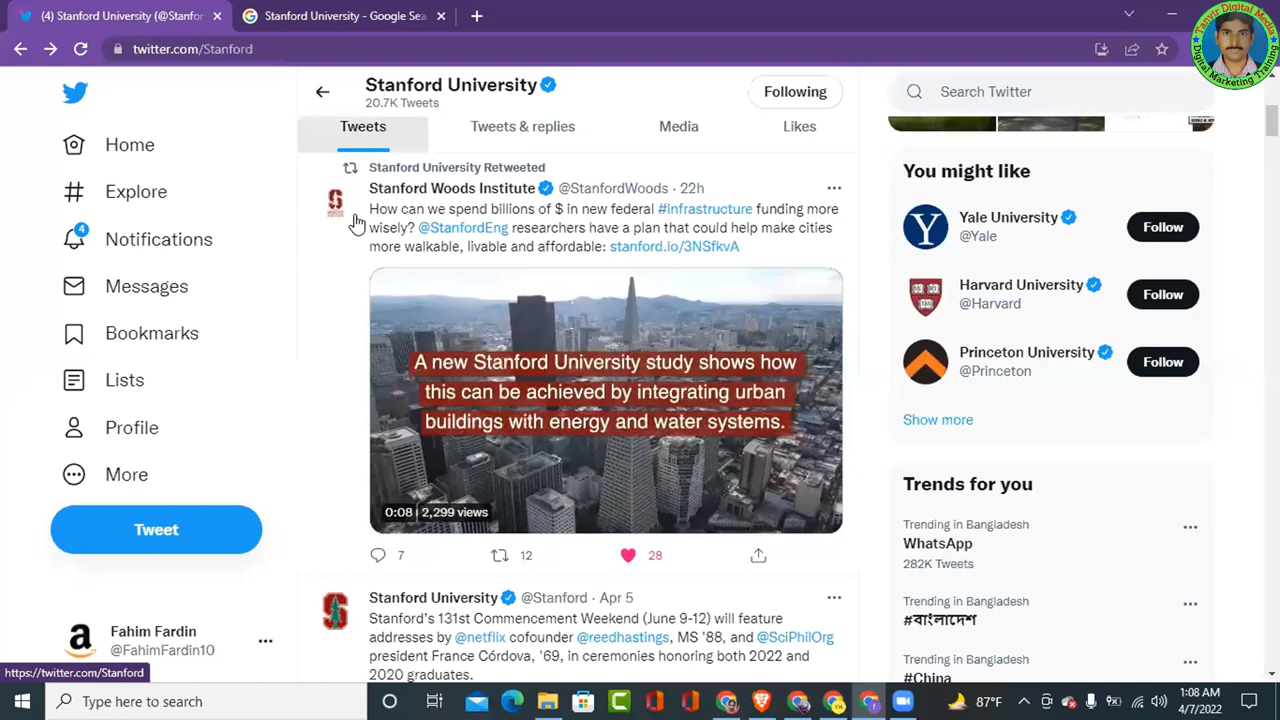 (4) Stanford University (@Stanfor
Stanford University - Google Sea
twitter.com/Stanford
Tanvir Digital Media
Digital Marketing Training
Stanford University
20.7K Tweets
Following
Search Twitter
Tweets
Tweets & replies
Media
Likes
Home
Explore
4
Notifications
Messages
Bookmarks
Lists
Profile
More
Tweet
Fahim Fardin
@FahimFardin10
https://twitter.com/Stanford
Stanford University Retweeted
Stanford Woods Institute @StanfordWoods · 22h
How can we spend billions of $ in new federal #infrastructure funding more
wisely? @StanfordEng researchers have a plan that could help make cities
more walkable, livable and affordable: stanford.io/3NSfkvA
A new Stanford University study shows how
this can be achieved by integrating urban
buildings with energy and water systems.
0:08 | 2,299 views
7
12
28
Stanford University @Stanford · Apr 5
Stanford's 131st Commencement Weekend (June 9-12) will feature
addresses by @netflix cofounder @reedhastings, MS '88, and @SciPhilOrg
president France Córdova, '69, in ceremonies honoring both 2022 and
2020 graduates.
You might like
Yale University
@Yale
Follow
Harvard University
@Harvard
Follow
Princeton University
@Princeton
Follow
Show more
Trends for you
Trending in Bangladesh
WhatsApp
282K Tweets
Trending in Bangladesh
#বাংলাদেশ
Trending in Bangladesh
#China
Type here to search
87°F
1:08 AM
4/7/2022